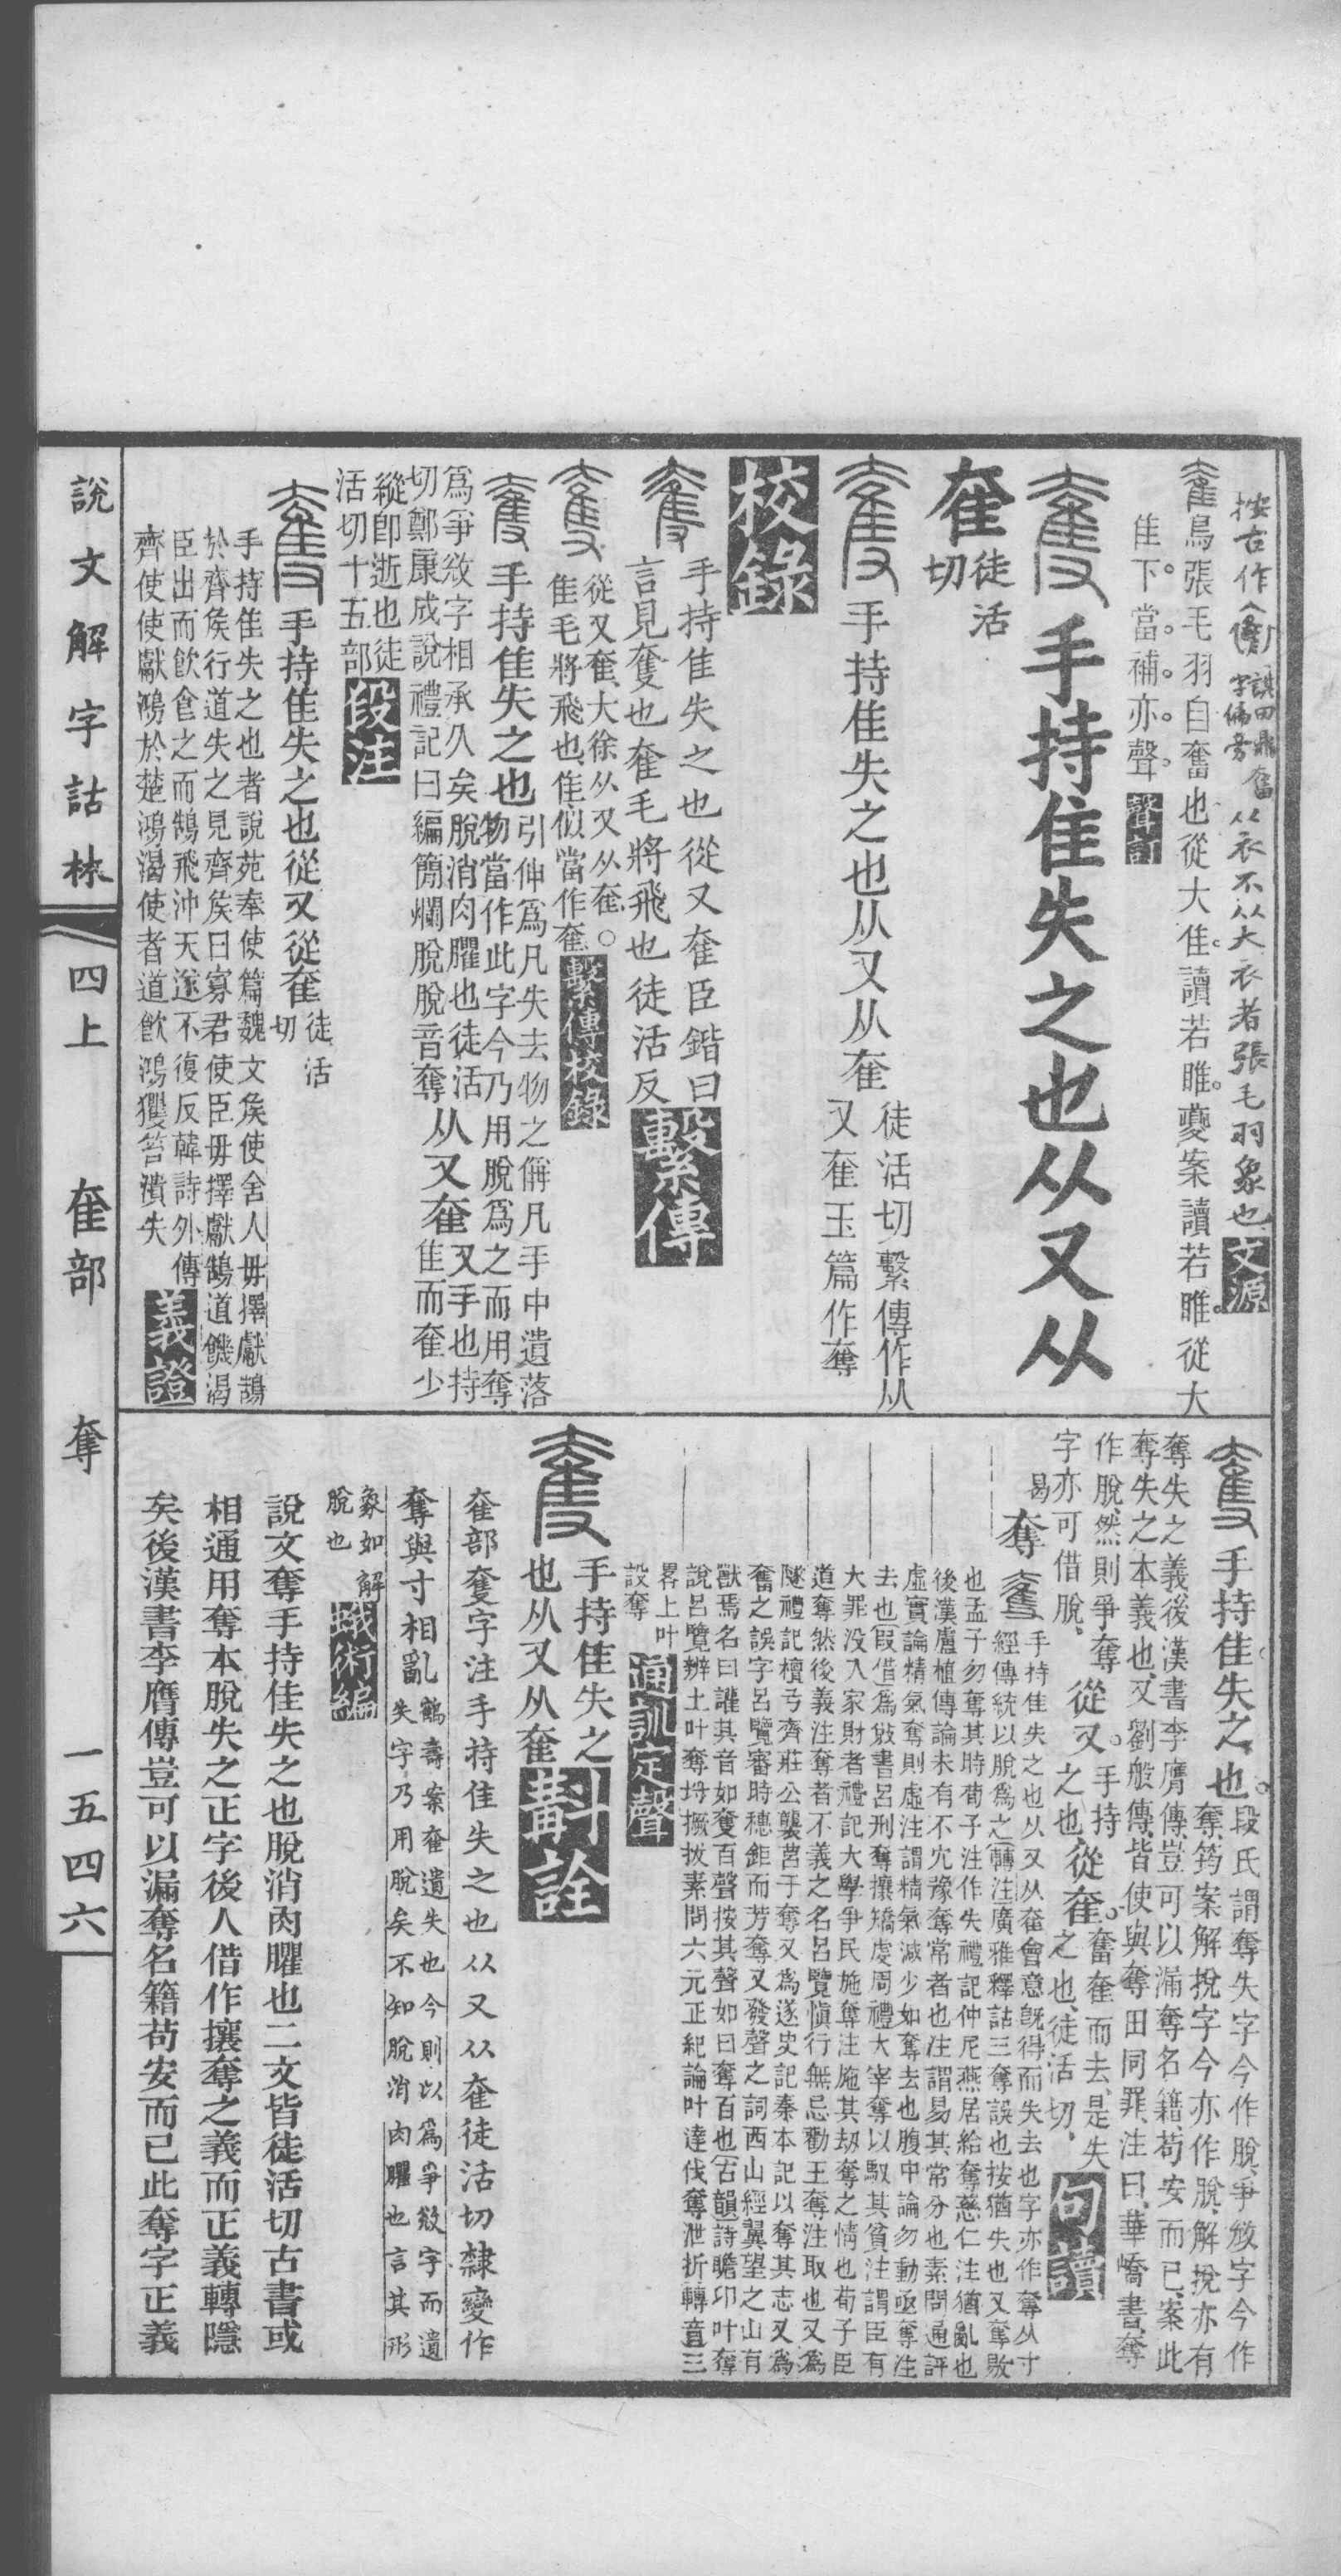 按古作 諆田鼎奮字偏旁 从衣不从大衣者張毛羽象也文源
奞鳥張毛羽自奮也從大隹讀若睢夔案讀若睢從大
隹下當補亦聲聲訂
奪手持隹失之也从又从
奞徒活切
奪手持隹失之也从又从奞徒活切繫傳作从又奞玉篇作奪
校錄
奪手持隹失之也從又奞臣鍇曰
言見奪也奞毛將飛也徒活反繫傳
奪從又奞大徐从又从奞○
隹毛將飛也隹似當作奞繫傳校錄
奪手持隹失之也引伸爲凡失去物之偁凡手中遺落
物當作此字今乃用脫爲之而用奪
爲爭敓字相承久矣脫消肉臞也徒活
切鄭康成說禮記曰編簡爛脫脫音奪从又奞又手也持隹而奞少
縱卽逝也徒
活切十五部段注
奪手持隹失之也從又從奞徒活切
手持隹失之也者說苑奉使篇魏文矦使舍人毋擇獻鵠
於齊矦行道失之見齊矦曰寡君使臣毋擇獻鵠道饑渴
臣出而飮食之而鵠飛沖天遂不復反韓詩外傳
齊使使獻鴻於楚鴻渴使者道飮鴻玃笞潰失義證
奪手持隹失之也段氏謂奪失字今作脫爭敓字今作
奪筠案解挩字今亦作脫解挩亦有
奪失之義後漢書李膺傳豈可以漏奪名籍苟安而已案此
奪失之本義也又劉般傳皆使與奪田同罪注曰華嶠書奪
作脫然則爭奪
字亦可借脫從又手持之也從奞奮奞而去是失之也徒活切句讀
奪手持隹失之也从又从奞會意旣得而失去也字亦作奪从寸
經傳統以脫爲之轉注廣雅釋詁三奪誤也按猶失也又奪敗
也孟子勿奪其時荀子注作失禮記仲尼燕居給奪慈仁注猶亂也
後漢盧植傳論未有不宂豫奪常者也注謂易其常分也素問通評
虛實論精氣奪則虛注謂精氣減少如奪去也腹中論勿動亟奪注
去也假借爲敓書呂刑奪攘矯虔周禮大宰奪以馭其貧注謂臣有
大罪没入家財者禮記大學爭民施奪注施其劫奪之情也荀子臣
道奪然後義注奪者不義之名呂覽愼行無忌勸王奪注取也又爲
隧禮記檀弓齊莊公襲莒于奪又爲遂史記秦本記以奪其志又爲
奮之誤字呂覽審時穗鉅而芳奪又發聲之詞西山經翼望之山有
獸焉名曰讙其音如奪百聲按其聲如曰奪百也古韻詩瞻卬叶奪
說呂覽辨土叶奪埒撅拔素問六元正紀論叶達伐奪泄折轉音三
畧上叶
設奪通訓定聲
奪手持隹失之
也从又从奞斠詮
奞部奪字注手持隹失之也从又从奞徒活切隸變作
奪與寸相亂鶴壽案奞遺失也今則以爲爭敓字而遺
失字乃用脫矣不知脫消肉臞也言其形
象如解
脫也蛾術編
說文奪手持隹失之也脫消肉臞也二文皆徒活切古書或
相通用奪本脫失之正字後人借作攘奪之義而正義轉隱
矣後漢書李膺傳豈可以漏奪名籍苟安而已此奪字正義
說文解字詁林
四上 奞部 奪 一五四六